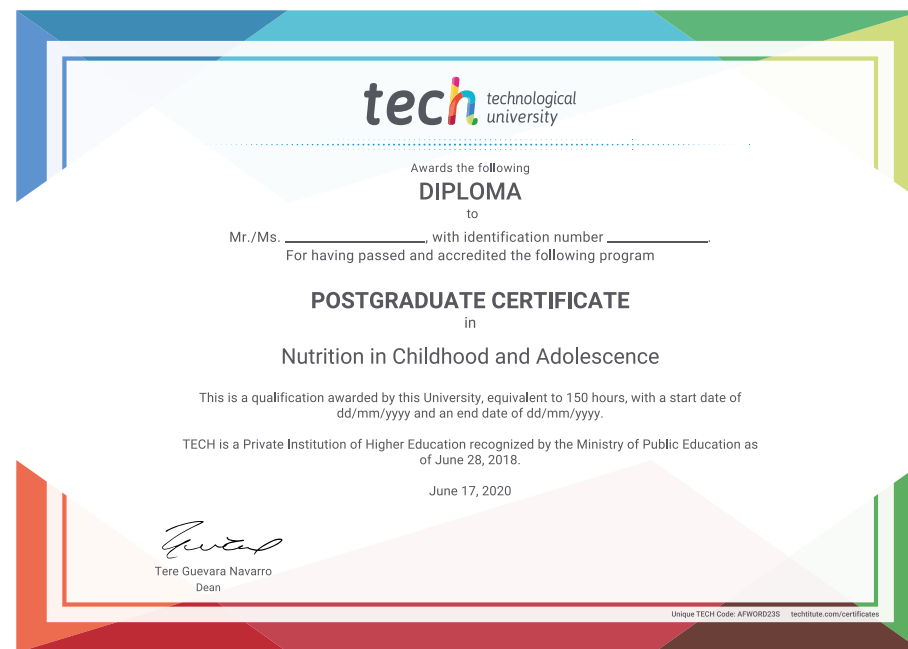 tech technological
university
Awards the following
DIPLOMA
to
Mr./Ms. ____________________, with identification number ______________.
For having passed and accredited the following program
POSTGRADUATE CERTIFICATE
in
Nutrition in Childhood and Adolescence
This is a qualification awarded by this University, equivalent to 150 hours, with a start date of
dd/mm/yyyy and an end date of dd/mm/yyyy.
TECH is a Private Institution of Higher Education recognized by the Ministry of Public Education as
of June 28, 2018.
June 17, 2020
Tere Guevara Navarro
Dean
Unique TECH Code: AFWORD23S techtitute.com/certificates